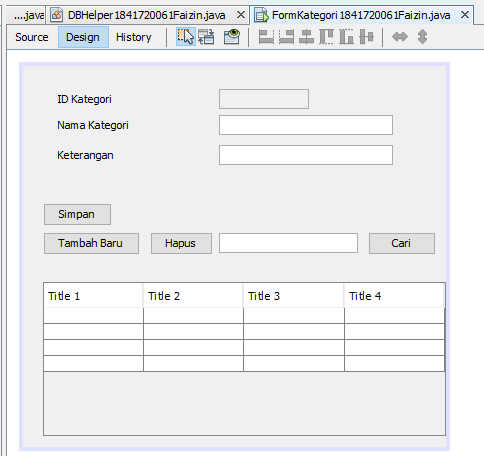 ....java DBHelper1841720061Faizin.java FormKategori1841720061Faizin.java
Source Design History
ID Kategori
Nama Kategori
Keterangan
Simpan
Tambah Baru Hapus Cari
Title 1 Title 2 Title 3 Title 4